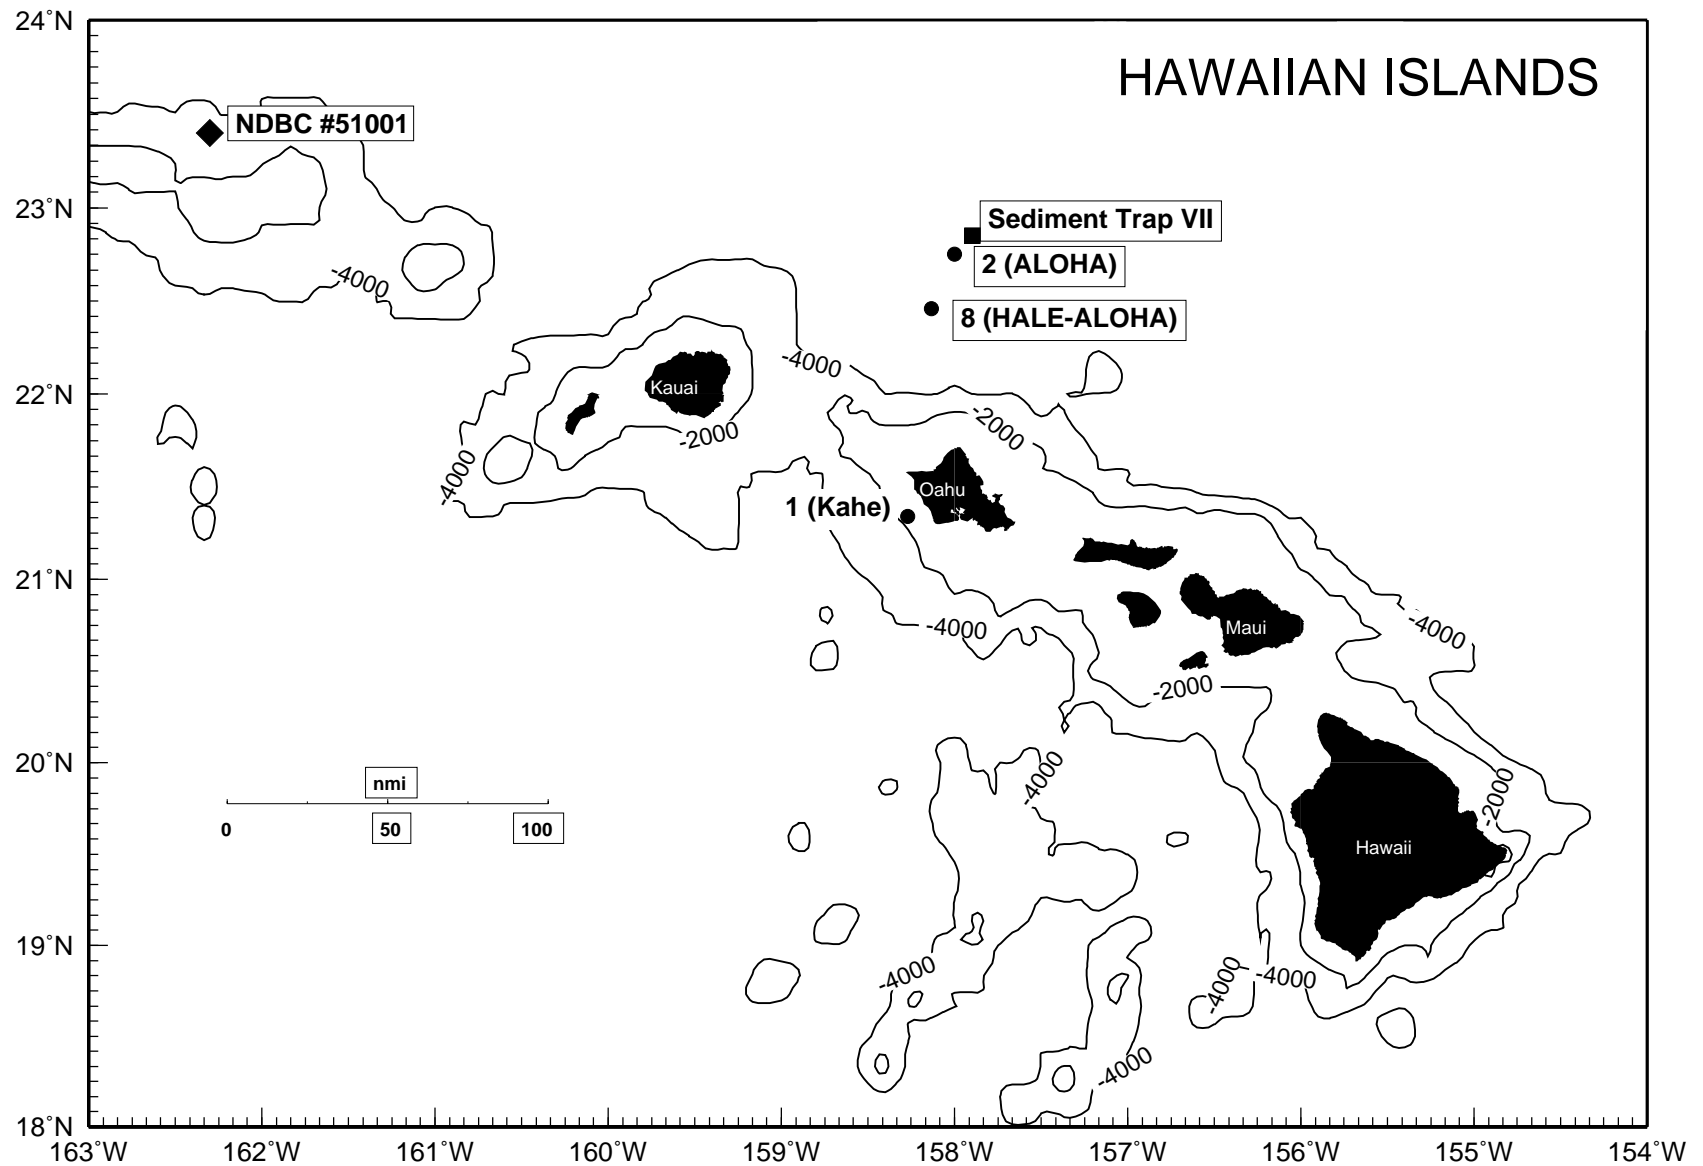 24°N
HAWAIIAN ISLANDS
NDBC #51001
23°N
Sediment Trap VII
2 (ALOHA)
-4000
8 (HALE-ALOHA)
-4000
22°N
Kauai
-2000
-2000
-4000
Oahu
1 (Kahe)
21°N
-4000
Maui
-4000
-2000
20°N
-4000
nmi
-2000
0
50
100
Hawaii
19°N
-4000
-4000
-4000
-4000
18°N
163°W
162°W
161°W
160°W
159°W
158°W
157°W
156°W
155°W
154°W